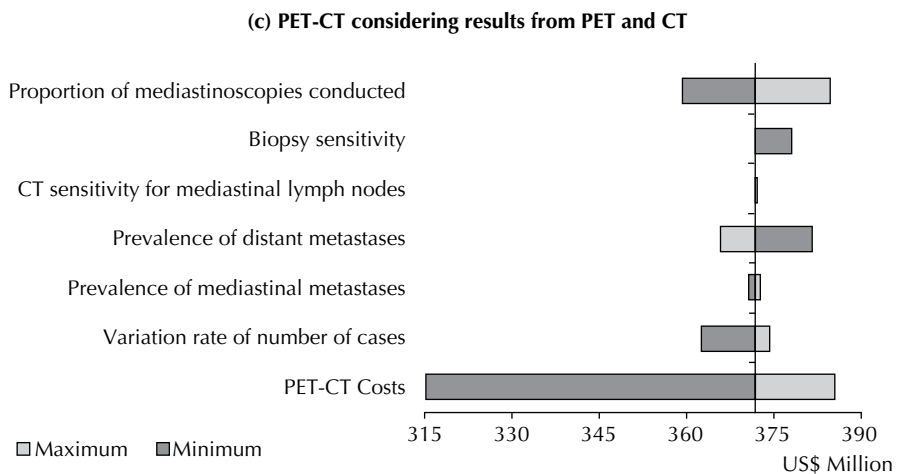 (c) PET-CT considering results from PET and CT
Proportion of mediastinoscopies conducted
Biopsy sensitivity
CT sensitivity for mediastinal lymph nodes
Prevalence of distant metastases
Prevalence of mediastinal metastases
Variation rate of number of cases
PET-CT Costs
315 330 345 360 375 390
Maximum Minimum
US$ Million